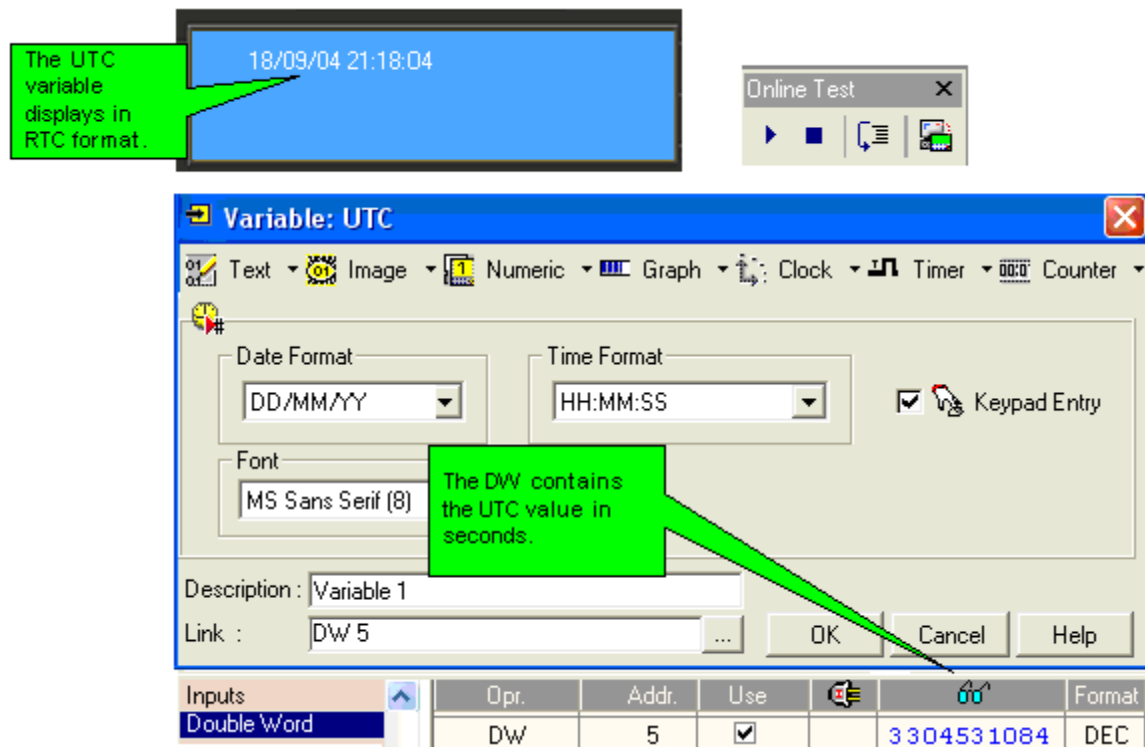 18/09/04 21:18:04
The UTC
variable
displays in
RTC format.
Online Test
Variable: UTC
Text Image Numeric Graph Clock Timer Counter
Date Format
DD/MM/YY
Time Format
HH:MM:SS
Keypad Entry
Font
MS Sans Serif (8)
The DW contains
the UTC value in
seconds.
Description : Variable 1
Link : DW 5 ... OK Cancel Help
Inputs
Double Word
Opr. Addr. Use Format
DW 5 3304531084 DEC